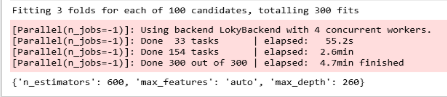 Fitting 3 folds for each of 100 candidates, totalling 300 fits
[Parallel(n_jobs=-1)]: Using backend LokyBackend with 4 concurrent workers.
[Parallel(n_jobs=-1)]: Done  33 tasks      | elapsed:   55.2s
[Parallel(n_jobs=-1)]: Done 154 tasks      | elapsed:  2.6min
[Parallel(n_jobs=-1)]: Done 300 out of 300 | elapsed:  4.7min finished
{'n_estimators': 600, 'max_features': 'auto', 'max_depth': 260}